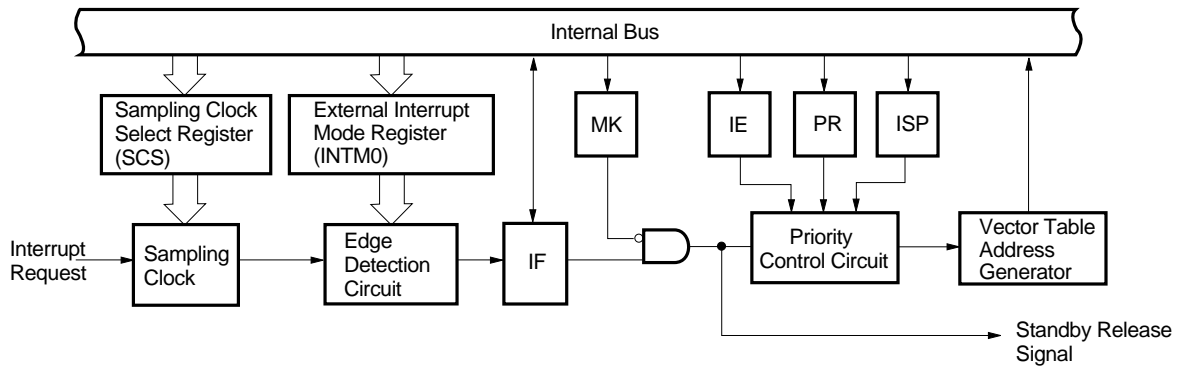 Internal Bus
Sampling Clock
Select Register
(SCS)
External Interrupt
Mode Register
(INTM0)
MK
IE
PR
ISP
Interrupt
Request
Sampling
Clock
Edge
Detection
Circuit
IF
Priority
Control Circuit
Vector Table
Address
Generator
Standby Release
Signal